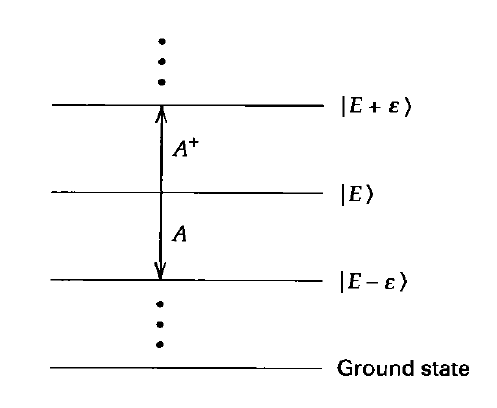 |E + ε⟩
A⁺
|E⟩
A
|E − ε⟩
Ground state